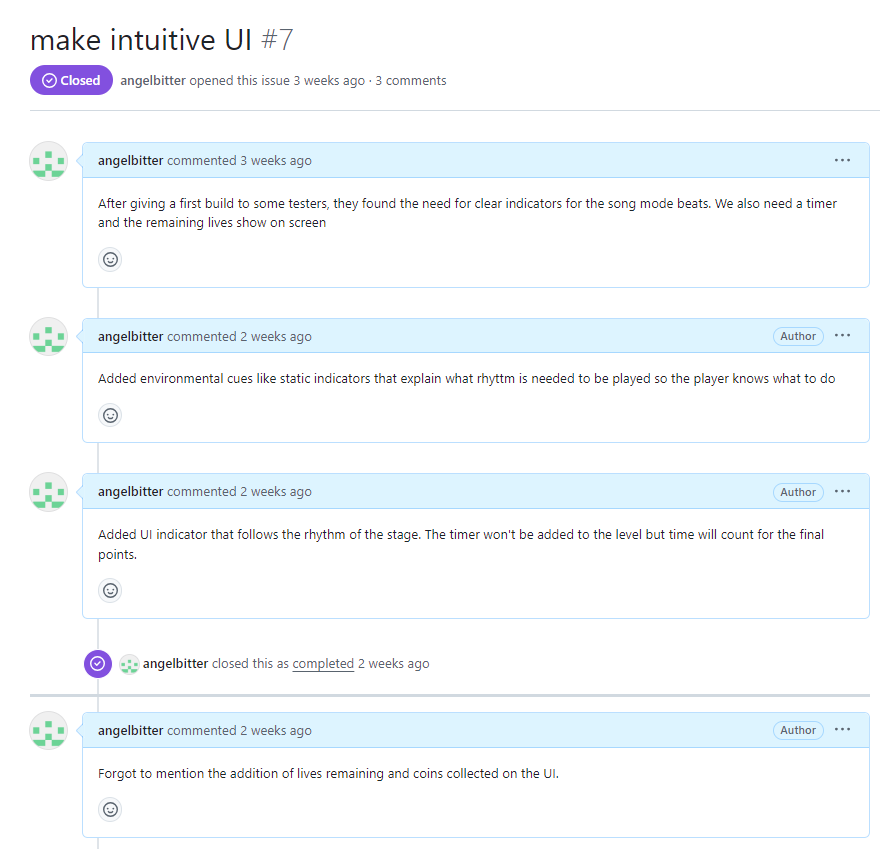 make intuitive UI #7
Closed angelbitter opened this issue 3 weeks ago · 3 comments
angelbitter commented 3 weeks ago
After giving a first build to some testers, they found the need for clear indicators for the song mode beats. We also need a timer
and the remaining lives show on screen
angelbitter commented 2 weeks ago Author
Added environmental cues like static indicators that explain what rhyttm is needed to be played so the player knows what to do
angelbitter commented 2 weeks ago Author
Added UI indicator that follows the rhythm of the stage. The timer won't be added to the level but time will count for the final
points.
angelbitter closed this as completed 2 weeks ago
angelbitter commented 2 weeks ago Author
Forgot to mention the addition of lives remaining and coins collected on the UI.